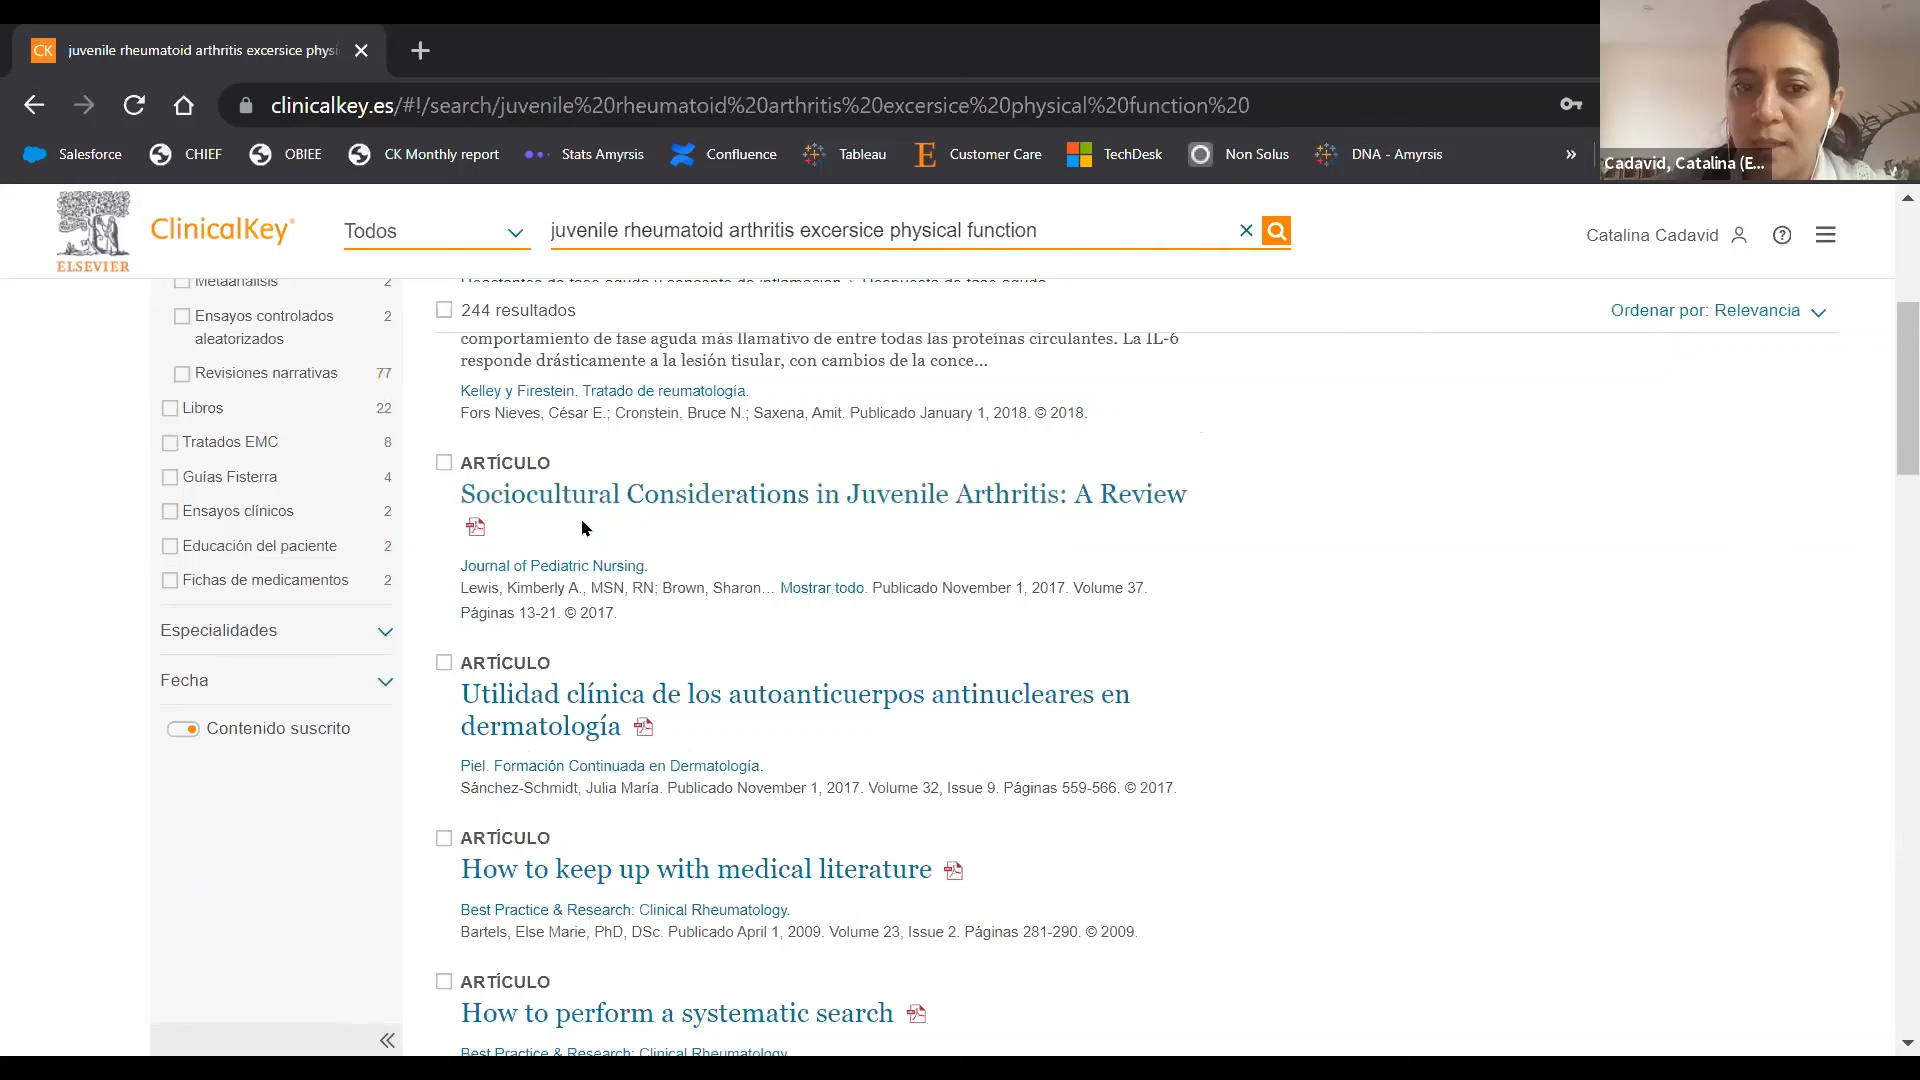 CK juvenile rheumatoid arthritis excersice physi
clinicalkey.es/#!/search/juvenile%20rheumatoid%20arthritis%20excersice%20physical%20function%20
Salesforce CHIEF OBIEE CK Monthly report Stats Amyrsis Confluence Tableau Customer Care TechDesk Non Solus DNA - Amyrsis »
Cadavid, Catalina (E...
ELSEVIER
ClinicalKey®
Todos
juvenile rheumatoid arthritis excersice physical function
Catalina Cadavid
Metaanálisis 2
Ensayos controlados 2
aleatorizados
Revisiones narrativas 77
Libros 22
Tratados EMC 8
Guías Fisterra 4
Ensayos clínicos 2
Educación del paciente 2
Fichas de medicamentos 2
Especialidades
Fecha
Contenido suscrito
244 resultados
Ordenar por: Relevancia
comportamiento de fase aguda más llamativo de entre todas las proteínas circulantes. La IL-6
responde drásticamente a la lesión tisular, con cambios de la conce...
Kelley y Firestein. Tratado de reumatología.
Fors Nieves, César E.; Cronstein, Bruce N.; Saxena, Amit. Publicado January 1, 2018. © 2018.
ARTÍCULO
Sociocultural Considerations in Juvenile Arthritis: A Review
Journal of Pediatric Nursing.
Lewis, Kimberly A., MSN, RN; Brown, Sharon... Mostrar todo. Publicado November 1, 2017. Volume 37.
Páginas 13-21. © 2017.
ARTÍCULO
Utilidad clínica de los autoanticuerpos antinucleares en
dermatología
Piel. Formación Continuada en Dermatología.
Sánchez-Schmidt, Julia María. Publicado November 1, 2017. Volume 32, Issue 9. Páginas 559-566. © 2017.
ARTÍCULO
How to keep up with medical literature
Best Practice & Research: Clinical Rheumatology.
Bartels, Else Marie, PhD, DSc. Publicado April 1, 2009. Volume 23, Issue 2. Páginas 281-290. © 2009.
ARTÍCULO
How to perform a systematic search
Best Practice & Research: Clinical Rheumatology.